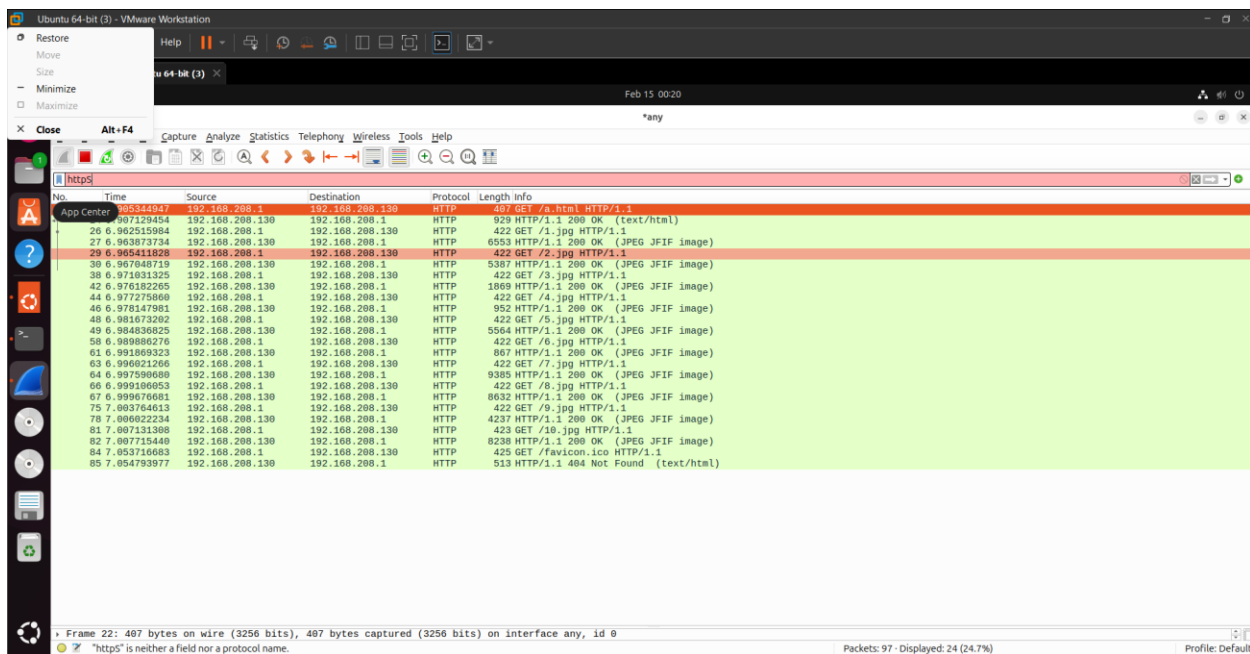 Ubuntu 64-bit (3) - VMware Workstation
Restore
Move
Size
Minimize
Maximize
Close Alt+F4
Help
tu 64-bit (3)
Feb 15 00:20
*any
Capture Analyze Statistics Telephony Wireless Tools Help
httpS
No. Time Source Destination Protocol Length Info
App Center
905344947 192.168.208.1 192.168.208.130 HTTP 407 GET /a.html HTTP/1.1
907129454 192.168.208.130 192.168.208.1 HTTP 929 HTTP/1.1 200 OK (text/html)
26 6.962515984 192.168.208.1 192.168.208.130 HTTP 422 GET /1.jpg HTTP/1.1
27 6.963873734 192.168.208.130 192.168.208.1 HTTP 6553 HTTP/1.1 200 OK (JPEG JFIF image)
29 6.965411828 192.168.208.1 192.168.208.130 HTTP 422 GET /2.jpg HTTP/1.1
30 6.967048719 192.168.208.130 192.168.208.1 HTTP 5387 HTTP/1.1 200 OK (JPEG JFIF image)
38 6.971031325 192.168.208.1 192.168.208.130 HTTP 422 GET /3.jpg HTTP/1.1
42 6.976182265 192.168.208.130 192.168.208.1 HTTP 1869 HTTP/1.1 200 OK (JPEG JFIF image)
44 6.977275860 192.168.208.1 192.168.208.130 HTTP 422 GET /4.jpg HTTP/1.1
46 6.978147981 192.168.208.130 192.168.208.1 HTTP 952 HTTP/1.1 200 OK (JPEG JFIF image)
48 6.981673202 192.168.208.1 192.168.208.130 HTTP 422 GET /5.jpg HTTP/1.1
49 6.984836825 192.168.208.130 192.168.208.1 HTTP 5564 HTTP/1.1 200 OK (JPEG JFIF image)
58 6.989886276 192.168.208.1 192.168.208.130 HTTP 422 GET /6.jpg HTTP/1.1
61 6.991869323 192.168.208.130 192.168.208.1 HTTP 867 HTTP/1.1 200 OK (JPEG JFIF image)
63 6.996021266 192.168.208.1 192.168.208.130 HTTP 422 GET /7.jpg HTTP/1.1
64 6.997590680 192.168.208.130 192.168.208.1 HTTP 9385 HTTP/1.1 200 OK (JPEG JFIF image)
66 6.999106053 192.168.208.1 192.168.208.130 HTTP 422 GET /8.jpg HTTP/1.1
67 6.999676681 192.168.208.130 192.168.208.1 HTTP 8632 HTTP/1.1 200 OK (JPEG JFIF image)
75 7.003764613 192.168.208.1 192.168.208.130 HTTP 422 GET /9.jpg HTTP/1.1
78 7.006022234 192.168.208.130 192.168.208.1 HTTP 4237 HTTP/1.1 200 OK (JPEG JFIF image)
81 7.007131308 192.168.208.1 192.168.208.130 HTTP 423 GET /10.jpg HTTP/1.1
82 7.007715440 192.168.208.130 192.168.208.1 HTTP 8238 HTTP/1.1 200 OK (JPEG JFIF image)
84 7.053716683 192.168.208.1 192.168.208.130 HTTP 425 GET /favicon.ico HTTP/1.1
85 7.054793977 192.168.208.130 192.168.208.1 HTTP 513 HTTP/1.1 404 Not Found (text/html)
Frame 22: 407 bytes on wire (3256 bits), 407 bytes captured (3256 bits) on interface any, id 0
"httpS" is neither a field nor a protocol name.
Packets: 97 · Displayed: 24 (24.7%)
Profile: Default